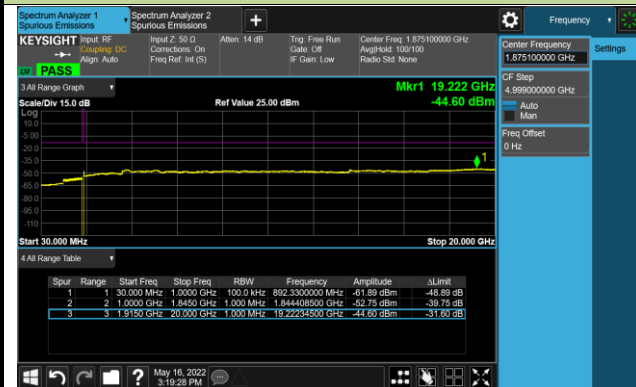 Spectrum Analyzer 1
Spurious Emissions
Spectrum Analyzer 2
Spurious Emissions
+
Frequency
KEYSIGHT
Input: RF
Coupling: DC
Align: Auto
Input Z: 50 Ω
Corrections: On
Freq Ref: Int (S)
Atten: 14 dB
Trig: Free Run
Gate: Off
IF Gain: Low
Center Freq: 1.875100000 GHz
Avg|Hold: 100/100
Radio Std: None
PASS
Center Frequency
1.875100000 GHz
Settings
CF Step
4.999000000 GHz
Auto
Man
Freq Offset
0 Hz
3 All Range Graph
Mkr1 19.222 GHz
Scale/Div 15.0 dB
Ref Value 25.00 dBm
-44.60 dBm
Log
10.0
-5.00
-20.0
-35.0
-50.0
-65.0
-80.0
-95.0
-110
1
Start 30.000 MHz
Stop 20.000 GHz
4 All Range Table
Spur Range Start Freq Stop Freq RBW Frequency Amplitude ΔLimit
1 1 30.000 MHz 1.0000 GHz 100.0 kHz 892.3300000 MHz -61.89 dBm -48.89 dB
2 2 1.0000 GHz 1.8450 GHz 1.000 MHz 1.844408500 GHz -52.75 dBm -39.75 dB
3 3 1.9150 GHz 20.000 GHz 1.000 MHz 19.22234500 GHz -44.60 dBm -31.60 dB
?
May 16, 2022
3:19:28 PM